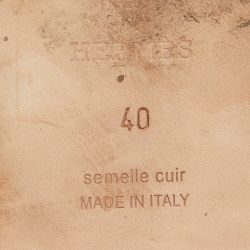 HERMES
40
semelle cuir
MADE IN ITALY